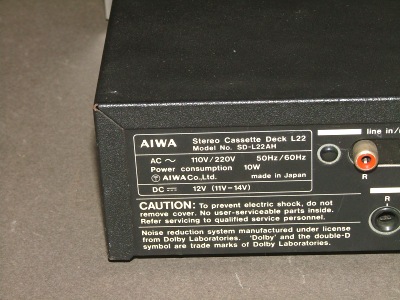 AIWA Stereo Cassette Deck L22
Model No. SD-L22AH
AC ~ 110V/220V 50Hz/60Hz
Power consumption 10W
AIWA Co., Ltd. made in Japan
DC ⎓ 12V (11V-14V)
CAUTION: To prevent electric shock, do not
remove cover. No user-serviceable parts inside.
Refer servicing to qualified service personnel.
Noise reduction system manufactured under license
from Dolby Laboratories. 'Dolby' and the double-D
symbol are trade marks of Dolby Laboratories.
line in/
R
R